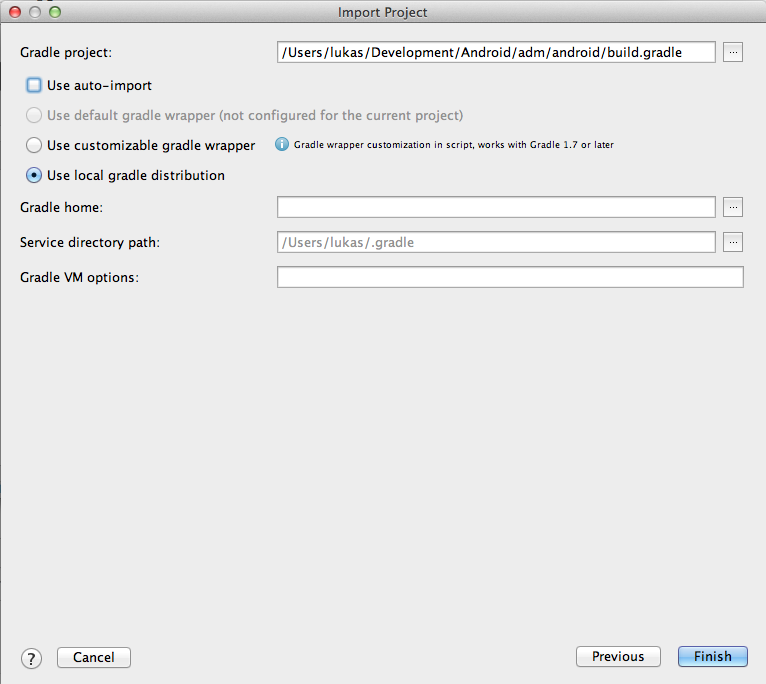 Import Project
Gradle project: /Users/lukas/Development/Android/adm/android/build.gradle ...
Use auto-import
Use default gradle wrapper (not configured for the current project)
Use customizable gradle wrapper i Gradle wrapper customization in script, works with Gradle 1.7 or later
Use local gradle distribution
Gradle home: ...
Service directory path: /Users/lukas/.gradle ...
Gradle VM options:
? Cancel Previous Finish